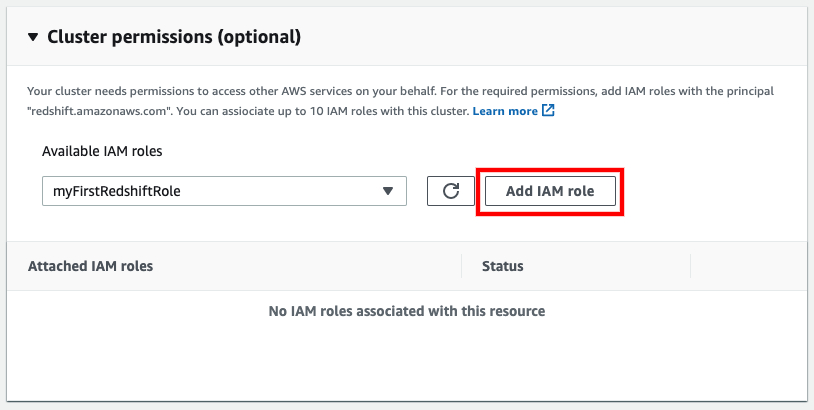 Cluster permissions (optional)
Your cluster needs permissions to access other AWS services on your behalf. For the required permissions, add IAM roles with the principal
"redshift.amazonaws.com". You can assiociate up to 10 IAM roles with this cluster. Learn more
Available IAM roles
myFirstRedshiftRole
Add IAM role
Attached IAM roles
Status
No IAM roles associated with this resource